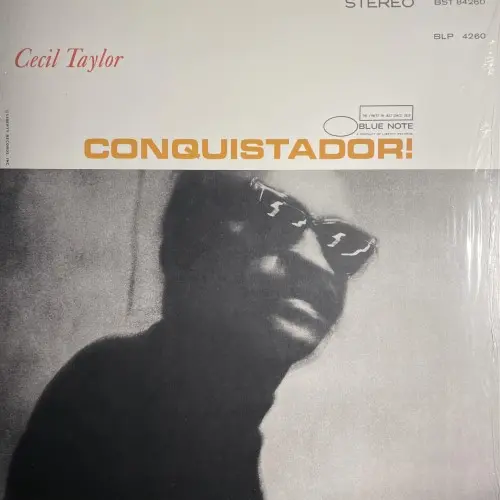 STEREO BST 84260
BLP 4260
Cecil Taylor
BLUE NOTE
CONQUISTADOR!